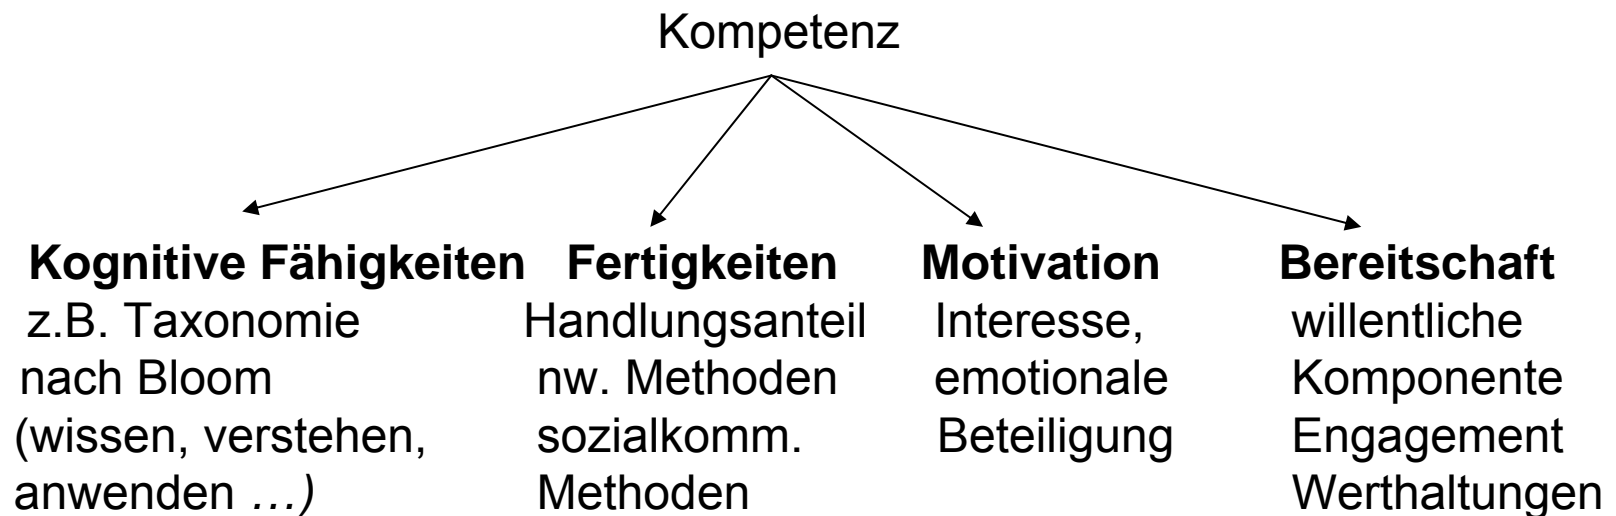 Kompetenz
Kognitive Fähigkeiten Fertigkeiten Motivation Bereitschaft
z.B. Taxonomie Handlungsanteil Interesse, willentliche
nach Bloom nw. Methoden emotionale Komponente
(wissen, verstehen, sozialkomm. Beteiligung Engagement
anwenden …) Methoden Werthaltungen